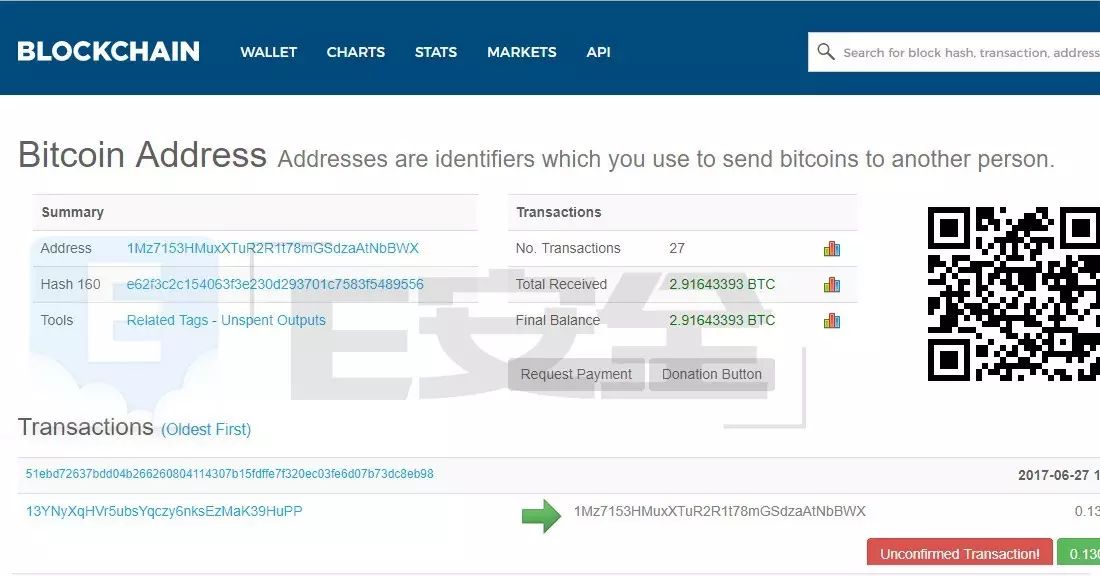 BLOCKCHAIN WALLET CHARTS STATS MARKETS API Search for block hash, transaction, address
Bitcoin Address Addresses are identifiers which you use to send bitcoins to another person.
Summary
Address 1Mz7153HMuxXTuR2R1t78mGSdzaAtNbBWX
Hash 160 e62f3c2c154063f3e230d293701c7583f5489556
Tools Related Tags - Unspent Outputs
Transactions
No. Transactions 27
Total Received 2.91643393 BTC
Final Balance 2.91643393 BTC
Request Payment Donation Button
E安全
Transactions (Oldest First)
51ebd72637bdd04b266260804114307b15fdffe7f320ec03fe6d07b73dc8eb98 2017-06-27 1
13YNyXqHVr5ubsYqczy6nksEzMaK39HuPP 1Mz7153HMuxXTuR2R1t78mGSdzaAtNbBWX 0.13
Unconfirmed Transaction! 0.130